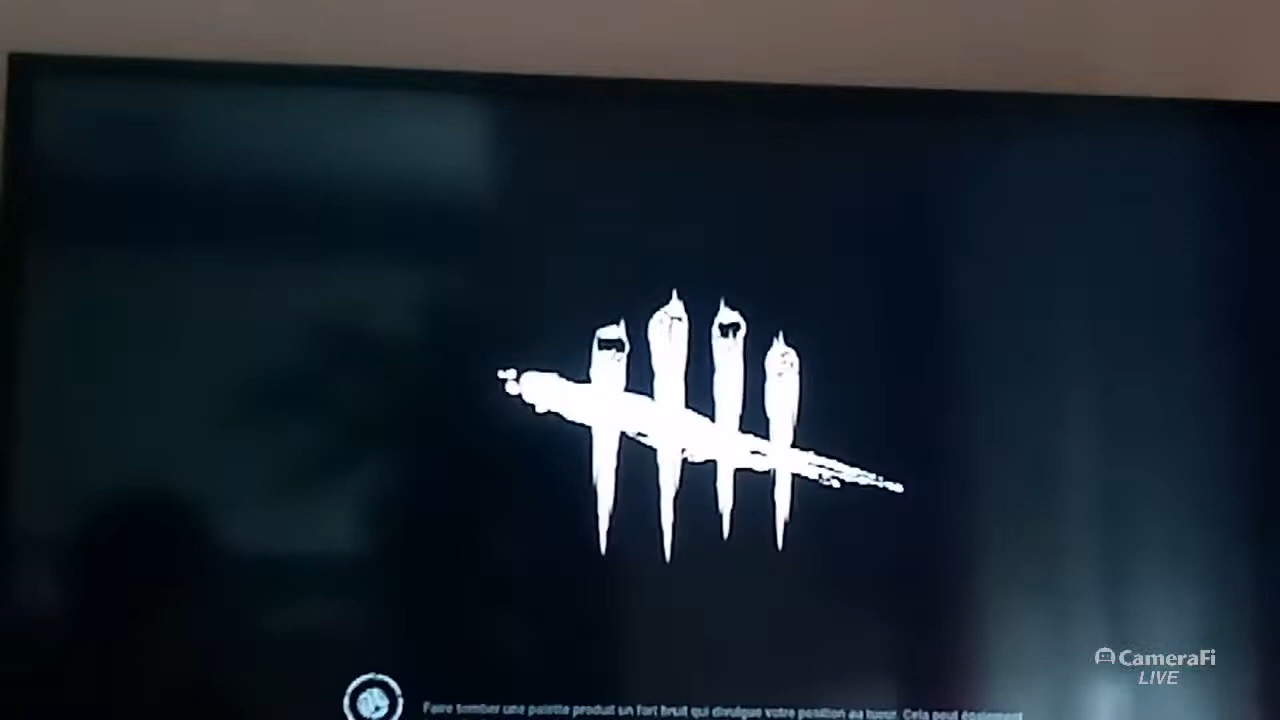 CameraFi
LIVE
Faire tomber une palette produit un fort bruit qui divulgue votre position au tueur. Cela peut également